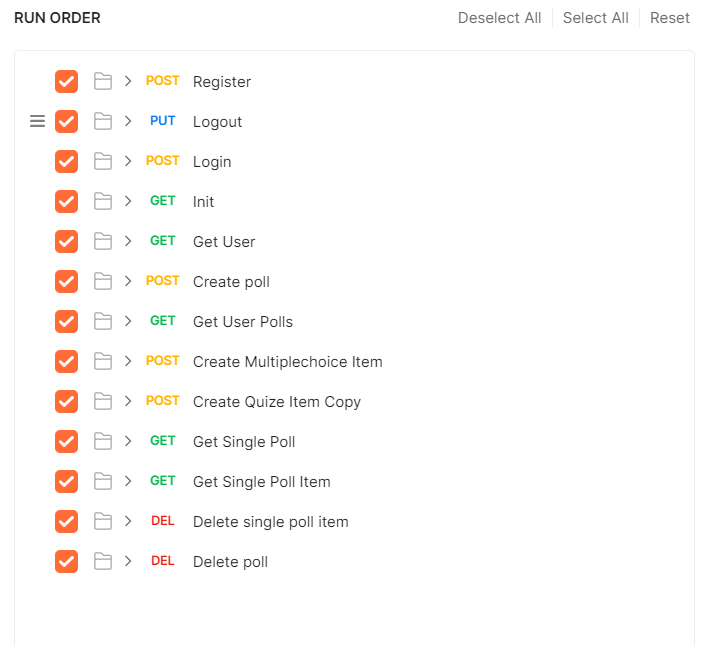 RUN ORDER Deselect All Select All Reset
POST Register
PUT Logout
POST Login
GET Init
GET Get User
POST Create poll
GET Get User Polls
POST Create Multiplechoice Item
POST Create Quize Item Copy
GET Get Single Poll
GET Get Single Poll Item
DEL Delete single poll item
DEL Delete poll